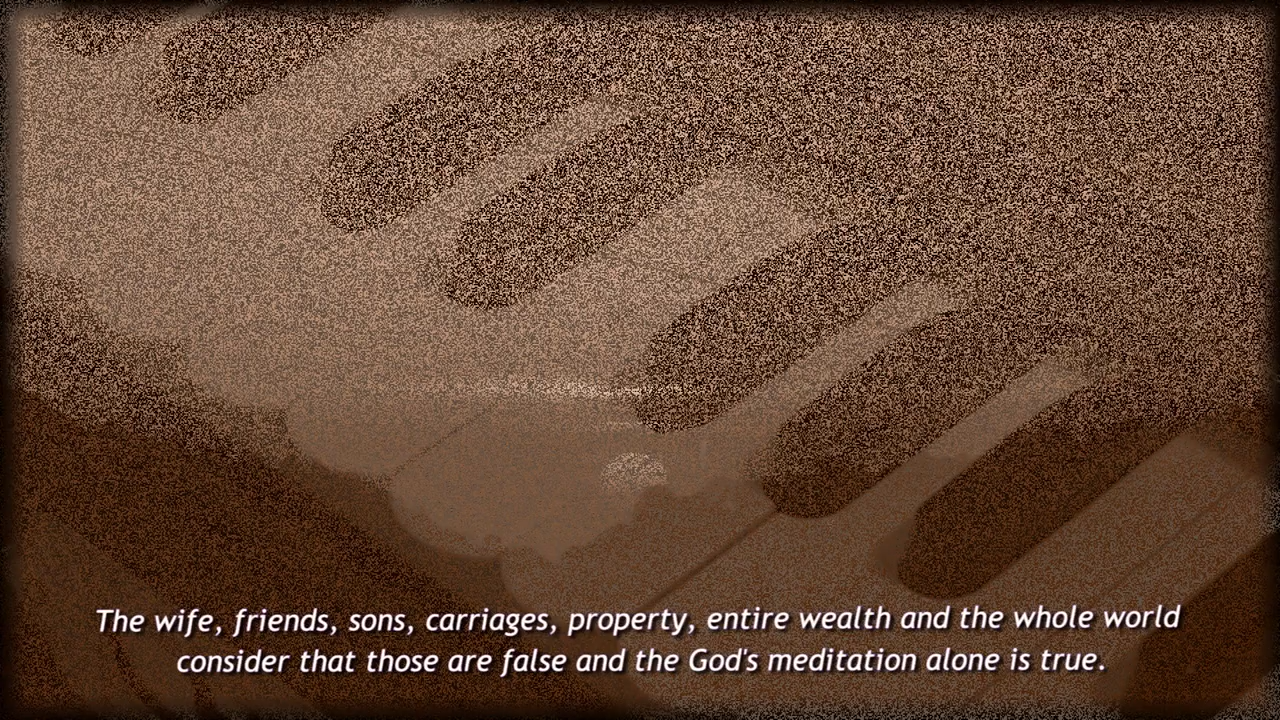 The wife, friends, sons, carriages, property, entire wealth and the whole world
consider that those are false and the God's meditation alone is true.